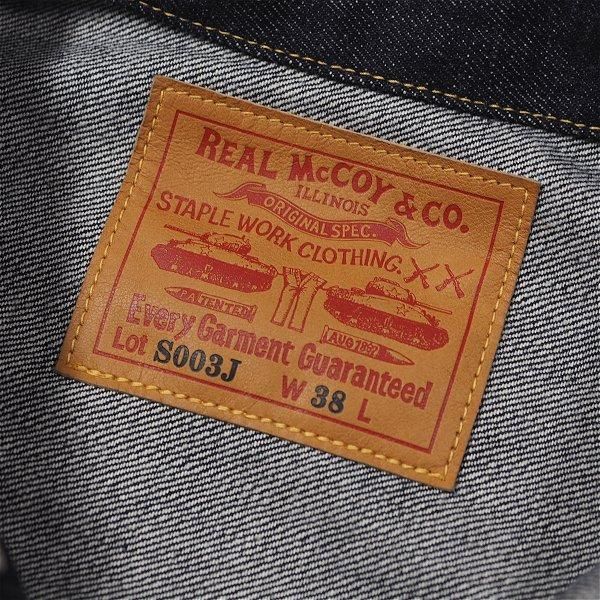 REAL McCOY & CO.
ILLINOIS
ORIGINAL SPEC.
STAPLE WORK CLOTHING. XX
PATENTED
Every Garment Guaranteed
Lot S003J W 38 L